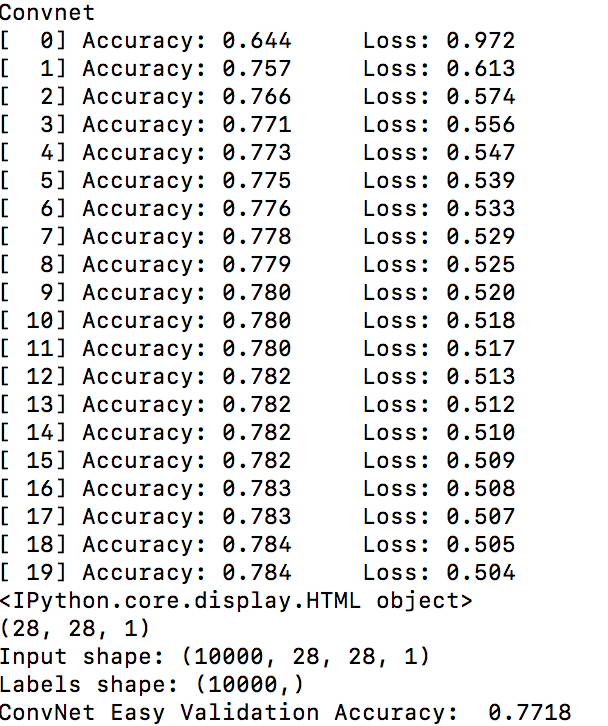 Convnet
[  0] Accuracy: 0.644     Loss: 0.972
[  1] Accuracy: 0.757     Loss: 0.613
[  2] Accuracy: 0.766     Loss: 0.574
[  3] Accuracy: 0.771     Loss: 0.556
[  4] Accuracy: 0.773     Loss: 0.547
[  5] Accuracy: 0.775     Loss: 0.539
[  6] Accuracy: 0.776     Loss: 0.533
[  7] Accuracy: 0.778     Loss: 0.529
[  8] Accuracy: 0.779     Loss: 0.525
[  9] Accuracy: 0.780     Loss: 0.520
[ 10] Accuracy: 0.780     Loss: 0.518
[ 11] Accuracy: 0.780     Loss: 0.517
[ 12] Accuracy: 0.782     Loss: 0.513
[ 13] Accuracy: 0.782     Loss: 0.512
[ 14] Accuracy: 0.782     Loss: 0.510
[ 15] Accuracy: 0.782     Loss: 0.509
[ 16] Accuracy: 0.783     Loss: 0.508
[ 17] Accuracy: 0.783     Loss: 0.507
[ 18] Accuracy: 0.784     Loss: 0.505
[ 19] Accuracy: 0.784     Loss: 0.504
<IPython.core.display.HTML object>
(28, 28, 1)
Input shape: (10000, 28, 28, 1)
Labels shape: (10000,)
ConvNet Easy Validation Accuracy:  0.7718